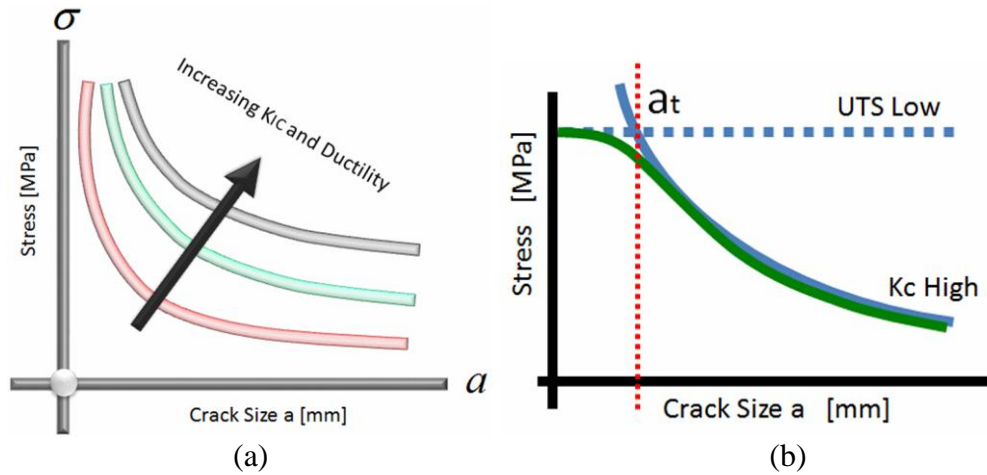 σ
Increasing KIC and Ductility
Stress [MPa]
a
Crack Size a [mm]
(a)
at
UTS Low
Stress [MPa]
Kc High
Crack Size a [mm]
(b)